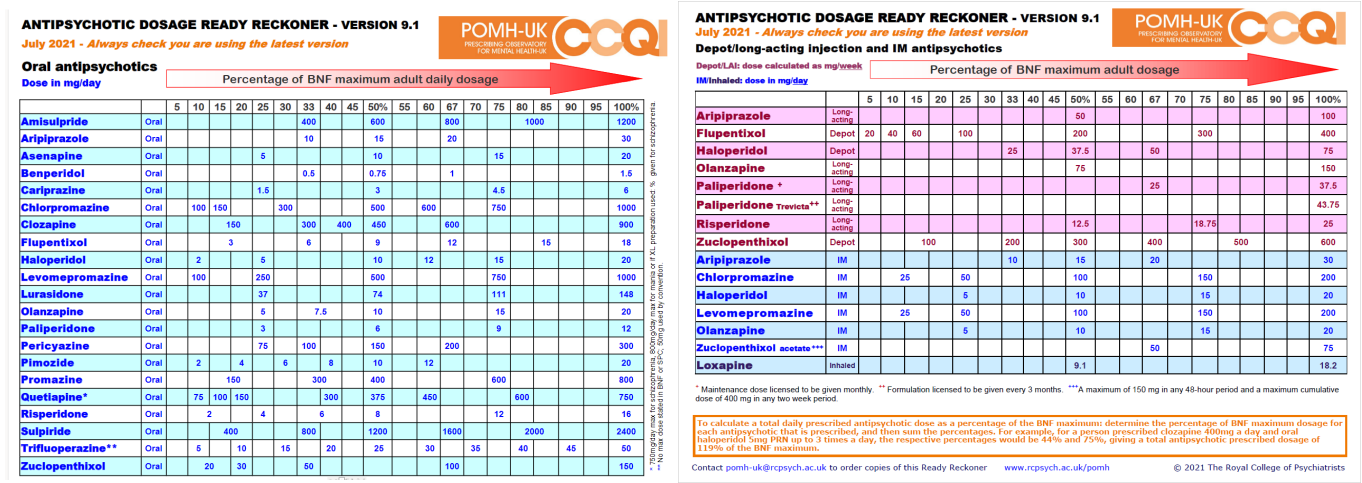 ANTIPSYCHOTIC DOSAGE READY RECKONER - VERSION 9.1
July 2021 - Always check you are using the latest version
POMH-UK
PRESCRIBING OBSERVATORY
FOR MENTAL HEALTH-UK
CCQI
Oral antipsychotics
Dose in mg/day
Percentage of BNF maximum adult daily dosage
5 10 15 20 25 30 33 40 45 50% 55 60 67 70 75 80 85 90 95 100%
Amisulpride Oral 400 600 800 1000 1200
Aripiprazole Oral 10 15 20 30
Asenapine Oral 5 10 15 20
Benperidol Oral 0.5 0.75 1 1.5
Cariprazine Oral 1.5 3 4.5 6
Chlorpromazine Oral 100 150 300 500 600 750 1000
Clozapine Oral 150 300 400 450 600 900
Flupentixol Oral 3 6 9 12 15 18
Haloperidol Oral 2 5 10 12 15 20
Levomepromazine Oral 100 250 500 750 1000
Lurasidone Oral 37 74 111 148
Olanzapine Oral 5 7.5 10 15 20
Paliperidone Oral 3 6 9 12
Pericyazine Oral 75 100 150 200 300
Pimozide Oral 2 4 6 8 10 12 20
Promazine Oral 150 300 400 600 800
Quetiapine* Oral 75 100 150 300 375 450 600 750
Risperidone Oral 2 4 6 8 12 16
Sulpiride Oral 400 800 1200 1600 2000 2400
Trifluoperazine** Oral 5 10 15 20 25 30 35 40 45 50
Zuclopenthixol Oral 20 30 50 100 150
* 750mg/day max for schizophrenia, 800mg/day max for mania or if XL preparation used: % given for schizophrenia.
** No max dose stated in BNF or SPC; 50mg used by convention.
ANTIPSYCHOTIC DOSAGE READY RECKONER - VERSION 9.1
July 2021 - Always check you are using the latest version
POMH-UK
PRESCRIBING OBSERVATORY
FOR MENTAL HEALTH-UK
CCQI
Depot/long-acting injection and IM antipsychotics
Depot/LAI: dose calculated as mg/week
IM/Inhaled: dose in mg/day
Percentage of BNF maximum adult dosage
5 10 15 20 25 30 33 40 45 50% 55 60 67 70 75 80 85 90 95 100%
Aripiprazole Long-acting 50 100
Flupentixol Depot 20 40 60 100 200 300 400
Haloperidol Depot 25 37.5 50 75
Olanzapine Long-acting 75 150
Paliperidone + Long-acting 25 37.5
Paliperidone Trevicta++ Long-acting 43.75
Risperidone Long-acting 12.5 18.75 25
Zuclopenthixol Depot 100 200 300 400 500 600
Aripiprazole IM 10 15 20 30
Chlorpromazine IM 25 50 100 150 200
Haloperidol IM 5 10 15 20
Levomepromazine IM 25 50 100 150 200
Olanzapine IM 5 10 15 20
Zuclopenthixol acetate *** IM 50 75
Loxapine Inhaled 9.1 18.2
+ Maintenance dose licensed to be given monthly. ++ Formulation licensed to be given every 3 months. ***A maximum of 150 mg in any 48-hour period and a maximum cumulative
dose of 400 mg in any two week period.
To calculate a total daily prescribed antipsychotic dose as a percentage of the BNF maximum: determine the percentage of BNF maximum dosage for
each antipsychotic that is prescribed, and then sum the percentages. For example, for a person prescribed clozapine 400mg a day and oral
haloperidol 5mg PRN up to 3 times a day, the respective percentages would be 44% and 75%, giving a total antipsychotic prescribed dosage of
119% of the BNF maximum.
Contact pomh-uk@rcpsych.ac.uk to order copies of this Ready Reckoner www.rcpsych.ac.uk/pomh © 2021 The Royal College of Psychiatrists